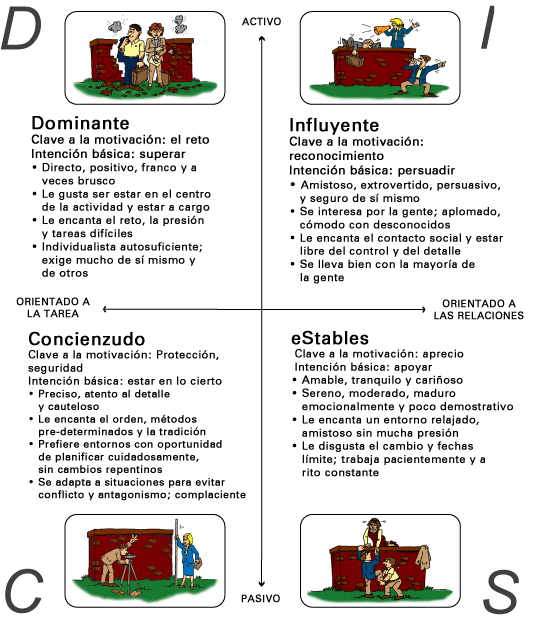 D
ACTIVO
I
Dominante
Clave a la motivación: el reto
Intención básica: superar
• Directo, positivo, franco y a
veces brusco
• Le gusta ser estar en el centro
de la actividad y estar a cargo
• Le encanta el reto, la presión
y tareas difíciles
• Individualista autosuficiente;
exige mucho de sí mismo y
de otros
Influyente
Clave a la motivación:
reconocimiento
Intención básica: persuadir
• Amistoso, extrovertido, persuasivo,
y seguro de sí mismo
• Se interesa por la gente; aplomado,
cómodo con desconocidos
• Le encanta el contacto social y estar
libre del control y del detalle
• Se lleva bien con la mayoría de
la gente
ORIENTADO A
LA TAREA
ORIENTADO A
LAS RELACIONES
Concienzudo
Clave a la motivación: Protección,
seguridad
Intención básica: estar en lo cierto
• Preciso, atento al detalle
y cauteloso
• Le encanta el orden, métodos
pre-determinados y la tradición
• Prefiere entornos con oportunidad
de planificar cuidadosamente,
sin cambios repentinos
• Se adapta a situaciones para evitar
conflicto y antagonismo; complaciente
eStables
Clave a la motivación: aprecio
Intención básica: apoyar
• Amable, tranquilo y cariñoso
• Sereno, moderado, maduro
emocionalmente y poco demostrativo
• Le encanta un entorno relajado,
amistoso sin mucha presión
• Le disgusta el cambio y fechas
límite; trabaja pacientemente y a
rito constante
C
PASIVO
S